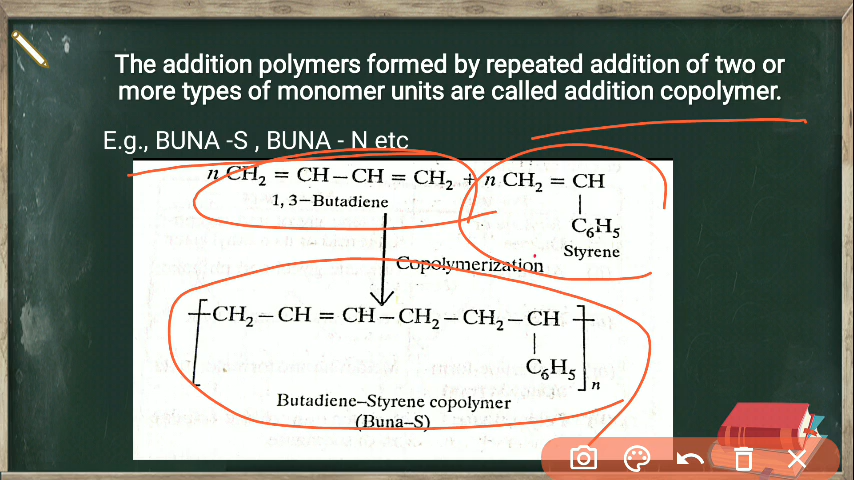 The addition polymers formed by repeated addition of two or
more types of monomer units are called addition copolymer.
E.g., BUNA -S , BUNA - N etc
n CH₂ = CH – CH = CH₂ + n CH₂ = CH
|
1, 3–Butadiene
C₆H₅
Styrene
Copolymerization
[CH₂ – CH = CH – CH₂ – CH₂ – CH]n
|
C₆H₅
Butadiene–Styrene copolymer
(Buna–S)